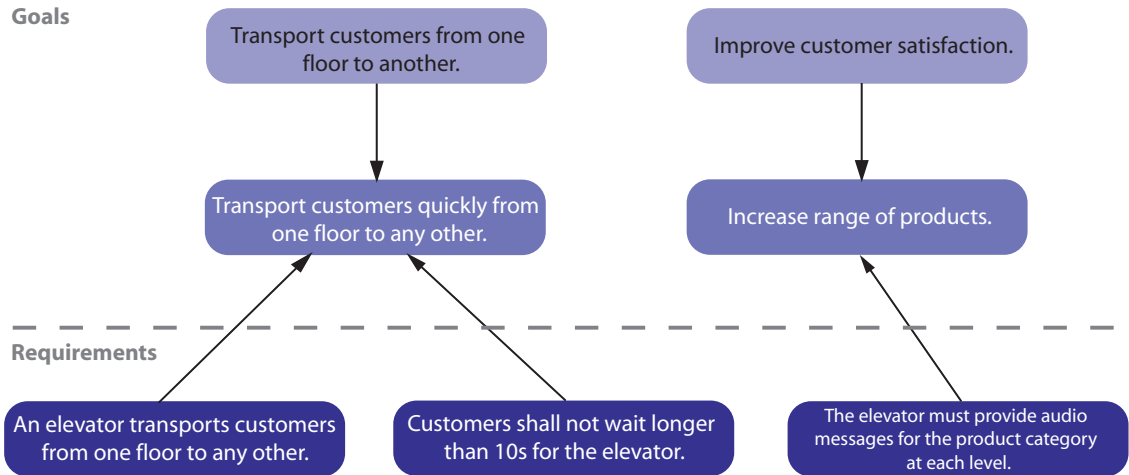 Goals
Transport customers from one
floor to another.
Improve customer satisfaction.
Transport customers quickly from
one floor to any other.
Increase range of products.
Requirements
An elevator transports customers
from one floor to any other.
Customers shall not wait longer
than 10s for the elevator.
The elevator must provide audio
messages for the product category
at each level.